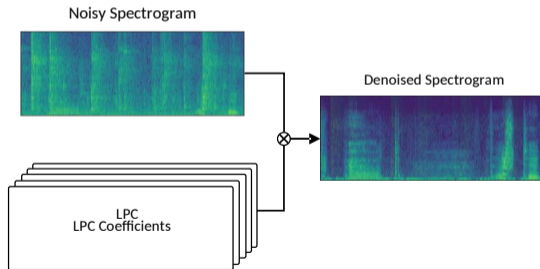 Noisy Spectrogram
Denoised Spectrogram
LPC
LPC Coefficients